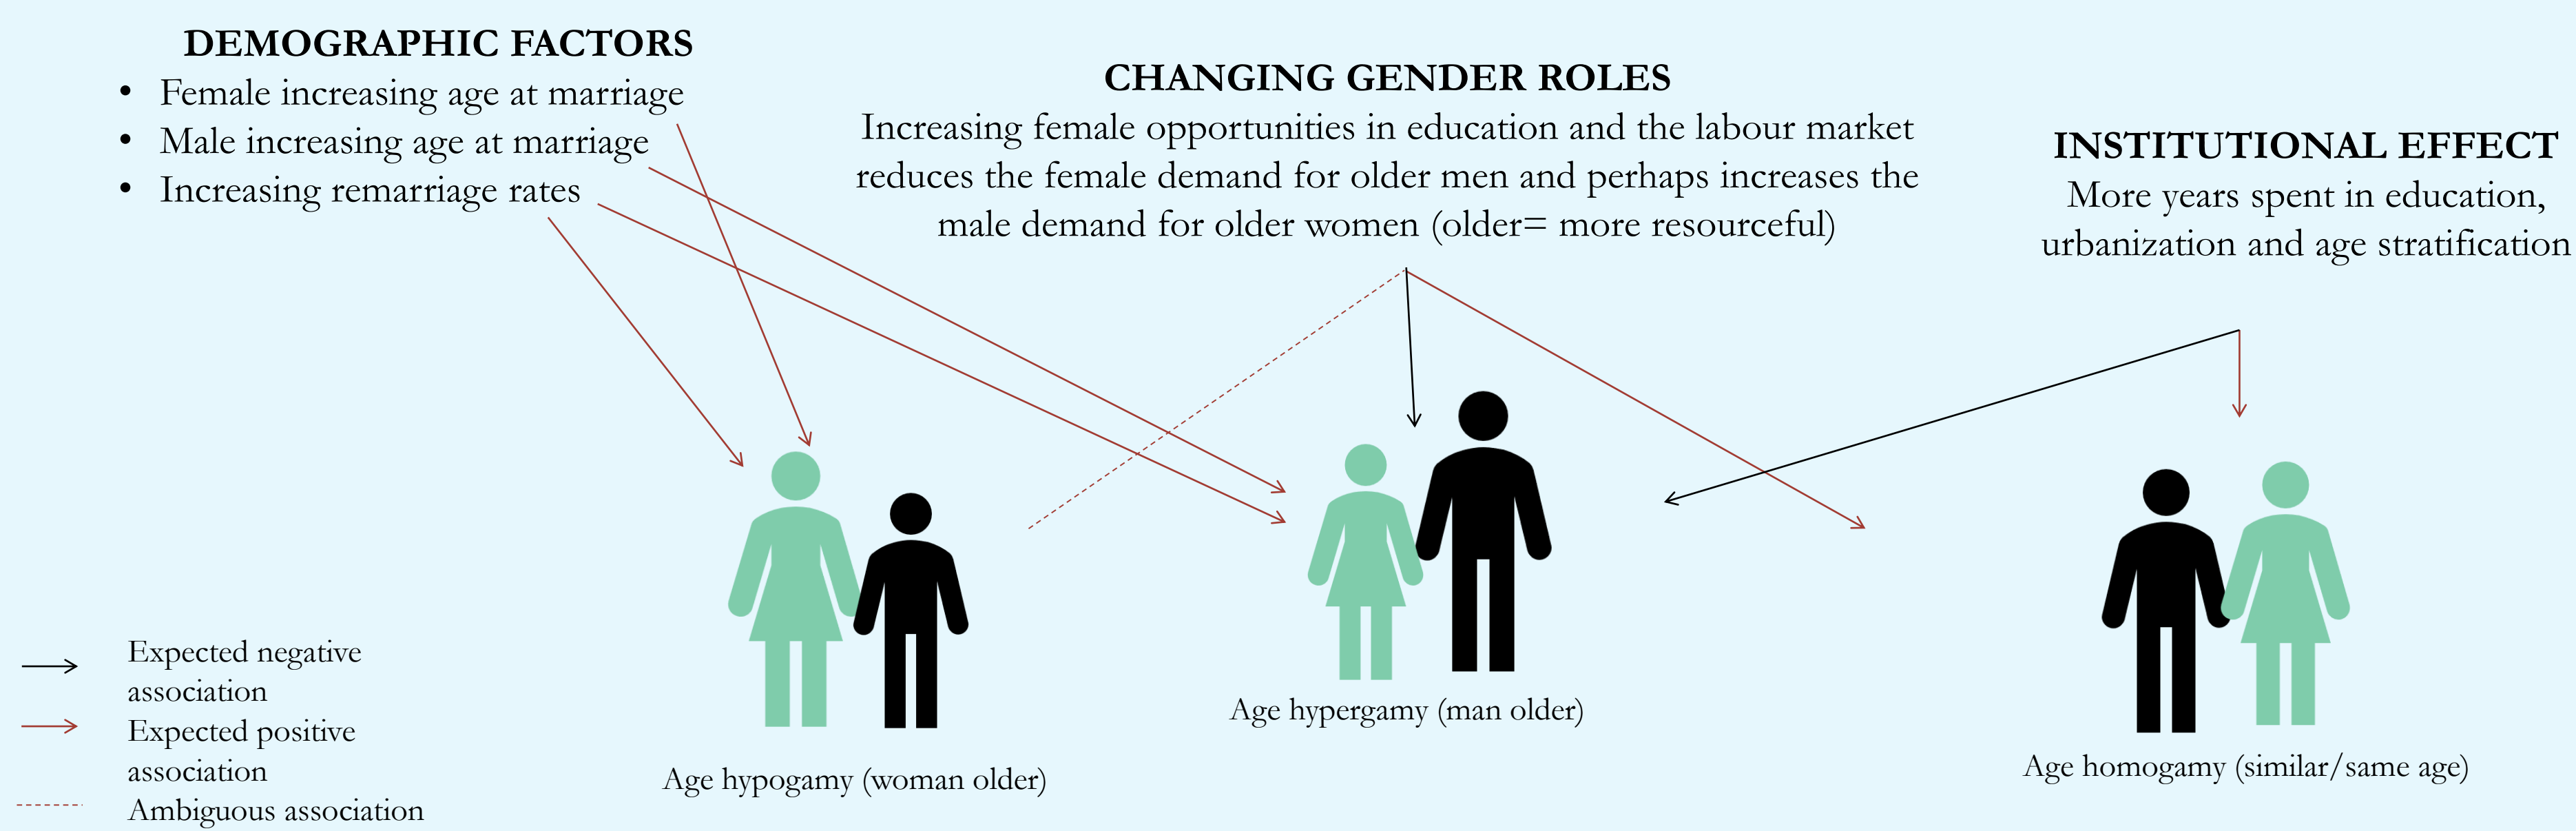 DEMOGRAPHIC FACTORS
• Female increasing age at marriage
• Male increasing age at marriage
• Increasing remarriage rates
CHANGING GENDER ROLES
Increasing female opportunities in education and the labour market
reduces the female demand for older men and perhaps increases the
male demand for older women (older= more resourceful)
INSTITUTIONAL EFFECT
More years spent in education,
urbanization and age stratification
Expected negative
association
Expected positive
association
Ambiguous association
Age hypogamy (woman older)
Age hypergamy (man older)
Age homogamy (similar/same age)